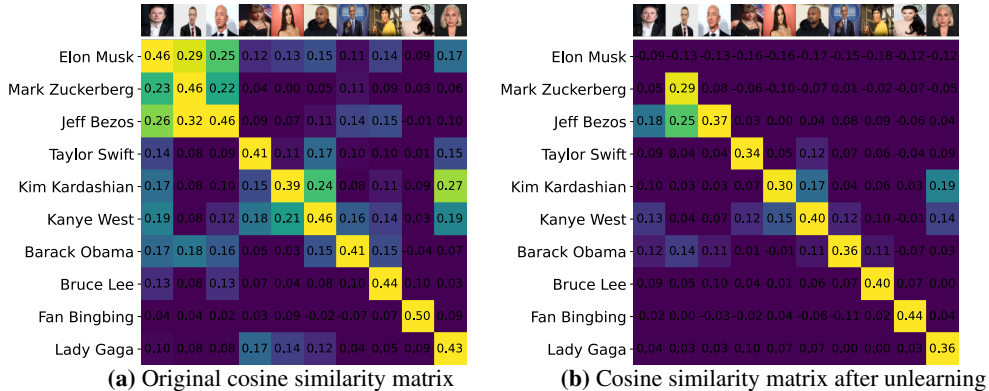 Elon Musk 0.46 0.29 0.25 0.12 0.13 0.15 0.11 0.14 0.09 0.17
Mark Zuckerberg 0.23 0.46 0.22 0.04 0.00 0.05 0.11 0.09 0.03 0.06
Jeff Bezos 0.26 0.32 0.46 0.09 0.07 0.11 0.14 0.15 -0.01 0.10
Taylor Swift 0.14 0.08 0.09 0.41 0.11 0.17 0.10 0.10 0.01 0.15
Kim Kardashian 0.17 0.08 0.10 0.15 0.39 0.24 0.08 0.11 0.09 0.27
Kanye West 0.19 0.08 0.12 0.18 0.21 0.46 0.16 0.14 0.03 0.19
Barack Obama 0.17 0.18 0.16 0.05 0.03 0.15 0.41 0.15 -0.04 0.07
Bruce Lee 0.13 0.08 0.13 0.07 0.04 0.08 0.10 0.44 0.10 0.03
Fan Bingbing -0.04 0.04 0.02 0.03 0.09 -0.02 -0.07 0.07 0.50 0.09
Lady Gaga 0.10 0.08 0.08 0.17 0.14 0.12 0.04 0.05 0.09 0.43
(a) Original cosine similarity matrix
Elon Musk -0.09 -0.13 -0.13 -0.16 -0.16 -0.17 -0.16 -0.11 -0.12 -0.12
Mark Zuckerberg -0.05 0.29 0.08 -0.06 -0.10 -0.07 -0.01 -0.02 -0.07 -0.05
Jeff Bezos 0.18 0.25 0.37 0.03 0.00 0.04 0.08 0.09 -0.06 0.04
Taylor Swift 0.09 0.04 0.04 0.34 0.05 0.12 0.07 0.06 -0.04 0.09
Kim Kardashian 0.10 0.03 0.03 0.07 0.30 0.17 0.04 0.06 0.03 0.19
Kanye West 0.13 0.04 0.07 0.12 0.15 0.40 0.12 0.10 -0.01 0.14
Barack Obama 0.12 0.14 0.11 0.01 -0.01 0.11 0.36 0.11 -0.07 0.03
Bruce Lee 0.09 0.06 0.10 0.04 0.01 0.04 0.06 0.40 0.07 0.00
Fan Bingbing -0.02 0.00 -0.03 -0.02 0.04 -0.06 -0.11 0.02 0.44 0.04
Lady Gaga 0.04 0.03 0.03 0.10 0.07 0.07 0.00 0.00 0.03 0.36
(b) Cosine similarity matrix after unlearning